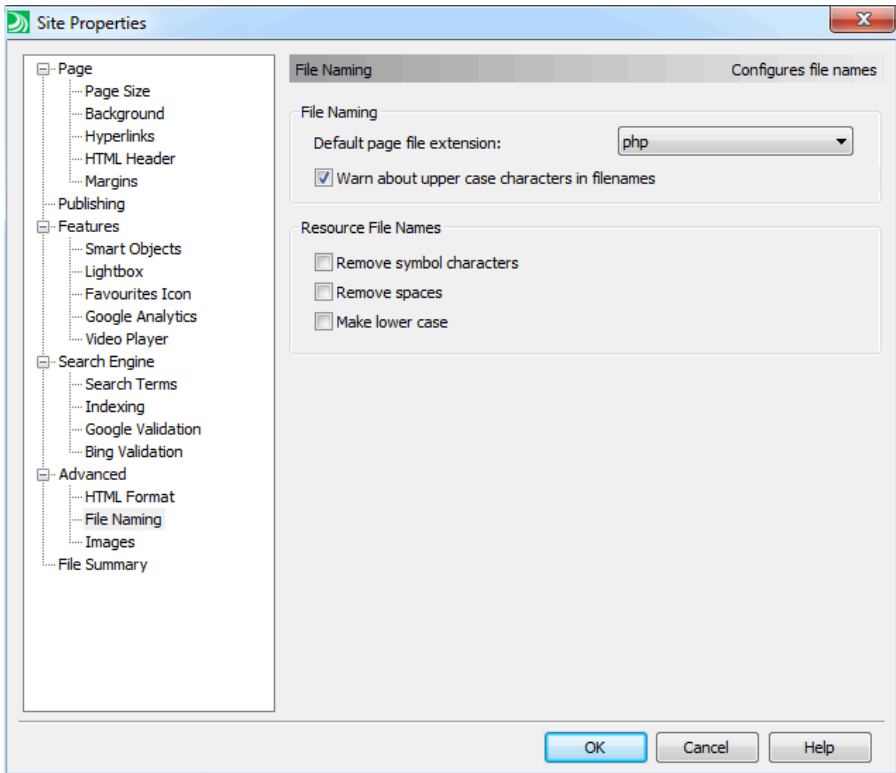 Site Properties
Page
Page Size
Background
Hyperlinks
HTML Header
Margins
Publishing
Features
Smart Objects
Lightbox
Favourites Icon
Google Analytics
Video Player
Search Engine
Search Terms
Indexing
Google Validation
Bing Validation
Advanced
HTML Format
File Naming
Images
File Summary
File Naming Configures file names
File Naming
Default page file extension: php
Warn about upper case characters in filenames
Resource File Names
Remove symbol characters
Remove spaces
Make lower case
OK Cancel Help